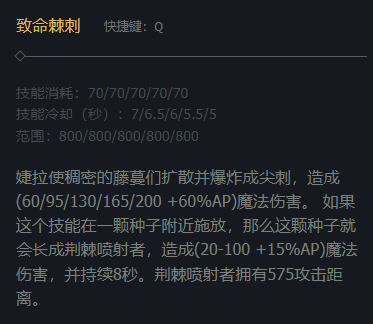 致命棘刺 快捷键：Q
技能消耗：70/70/70/70/70
技能冷却（秒）：7/6.5/6/5.5/5
范围：800/800/800/800/800
婕拉使稠密的藤蔓们扩散并爆炸成尖刺，造成
(60/95/130/165/200 +60%AP)魔法伤害。 如果
这个技能在一颗种子附近施放，那么这颗种子就
会长成荆棘喷射者，造成(20-100 +15%AP)魔法
伤害，并持续8秒。荆棘喷射者拥有575攻击距
离。